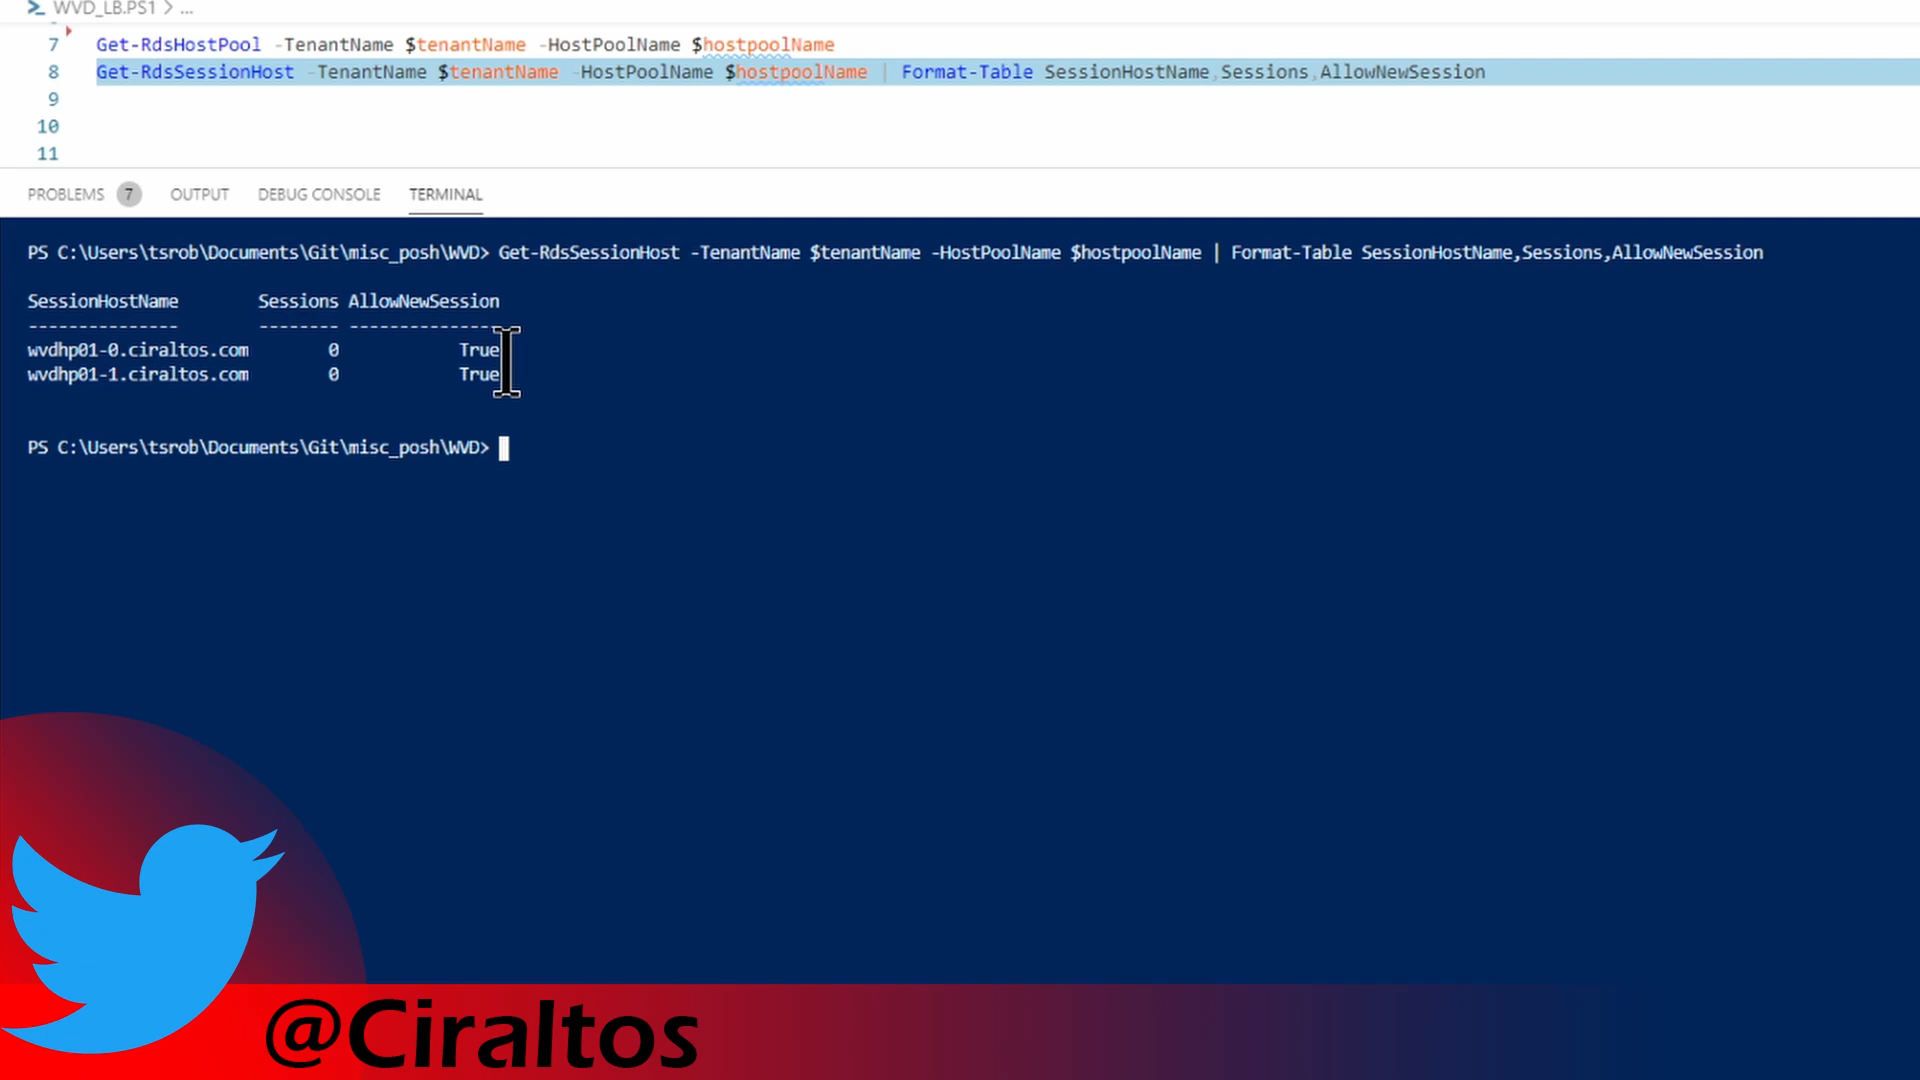 WVD_LB.PS1 > ...
7 Get-RdsHostPool -TenantName $tenantName -HostPoolName $hostpoolName
8 Get-RdsSessionHost -TenantName $tenantName -HostPoolName $hostpoolName | Format-Table SessionHostName,Sessions,AllowNewSession
9
10
11
PROBLEMS 7 OUTPUT DEBUG CONSOLE TERMINAL
PS C:\Users\tsrob\Documents\Git\misc_posh\WVD> Get-RdsSessionHost -TenantName $tenantName -HostPoolName $hostpoolName | Format-Table SessionHostName,Sessions,AllowNewSession
SessionHostName Sessions AllowNewSession
--------------- -------- ---------------
wvdhp01-0.ciraltos.com 0 True
wvdhp01-1.ciraltos.com 0 True
PS C:\Users\tsrob\Documents\Git\misc_posh\WVD>
@Ciraltos